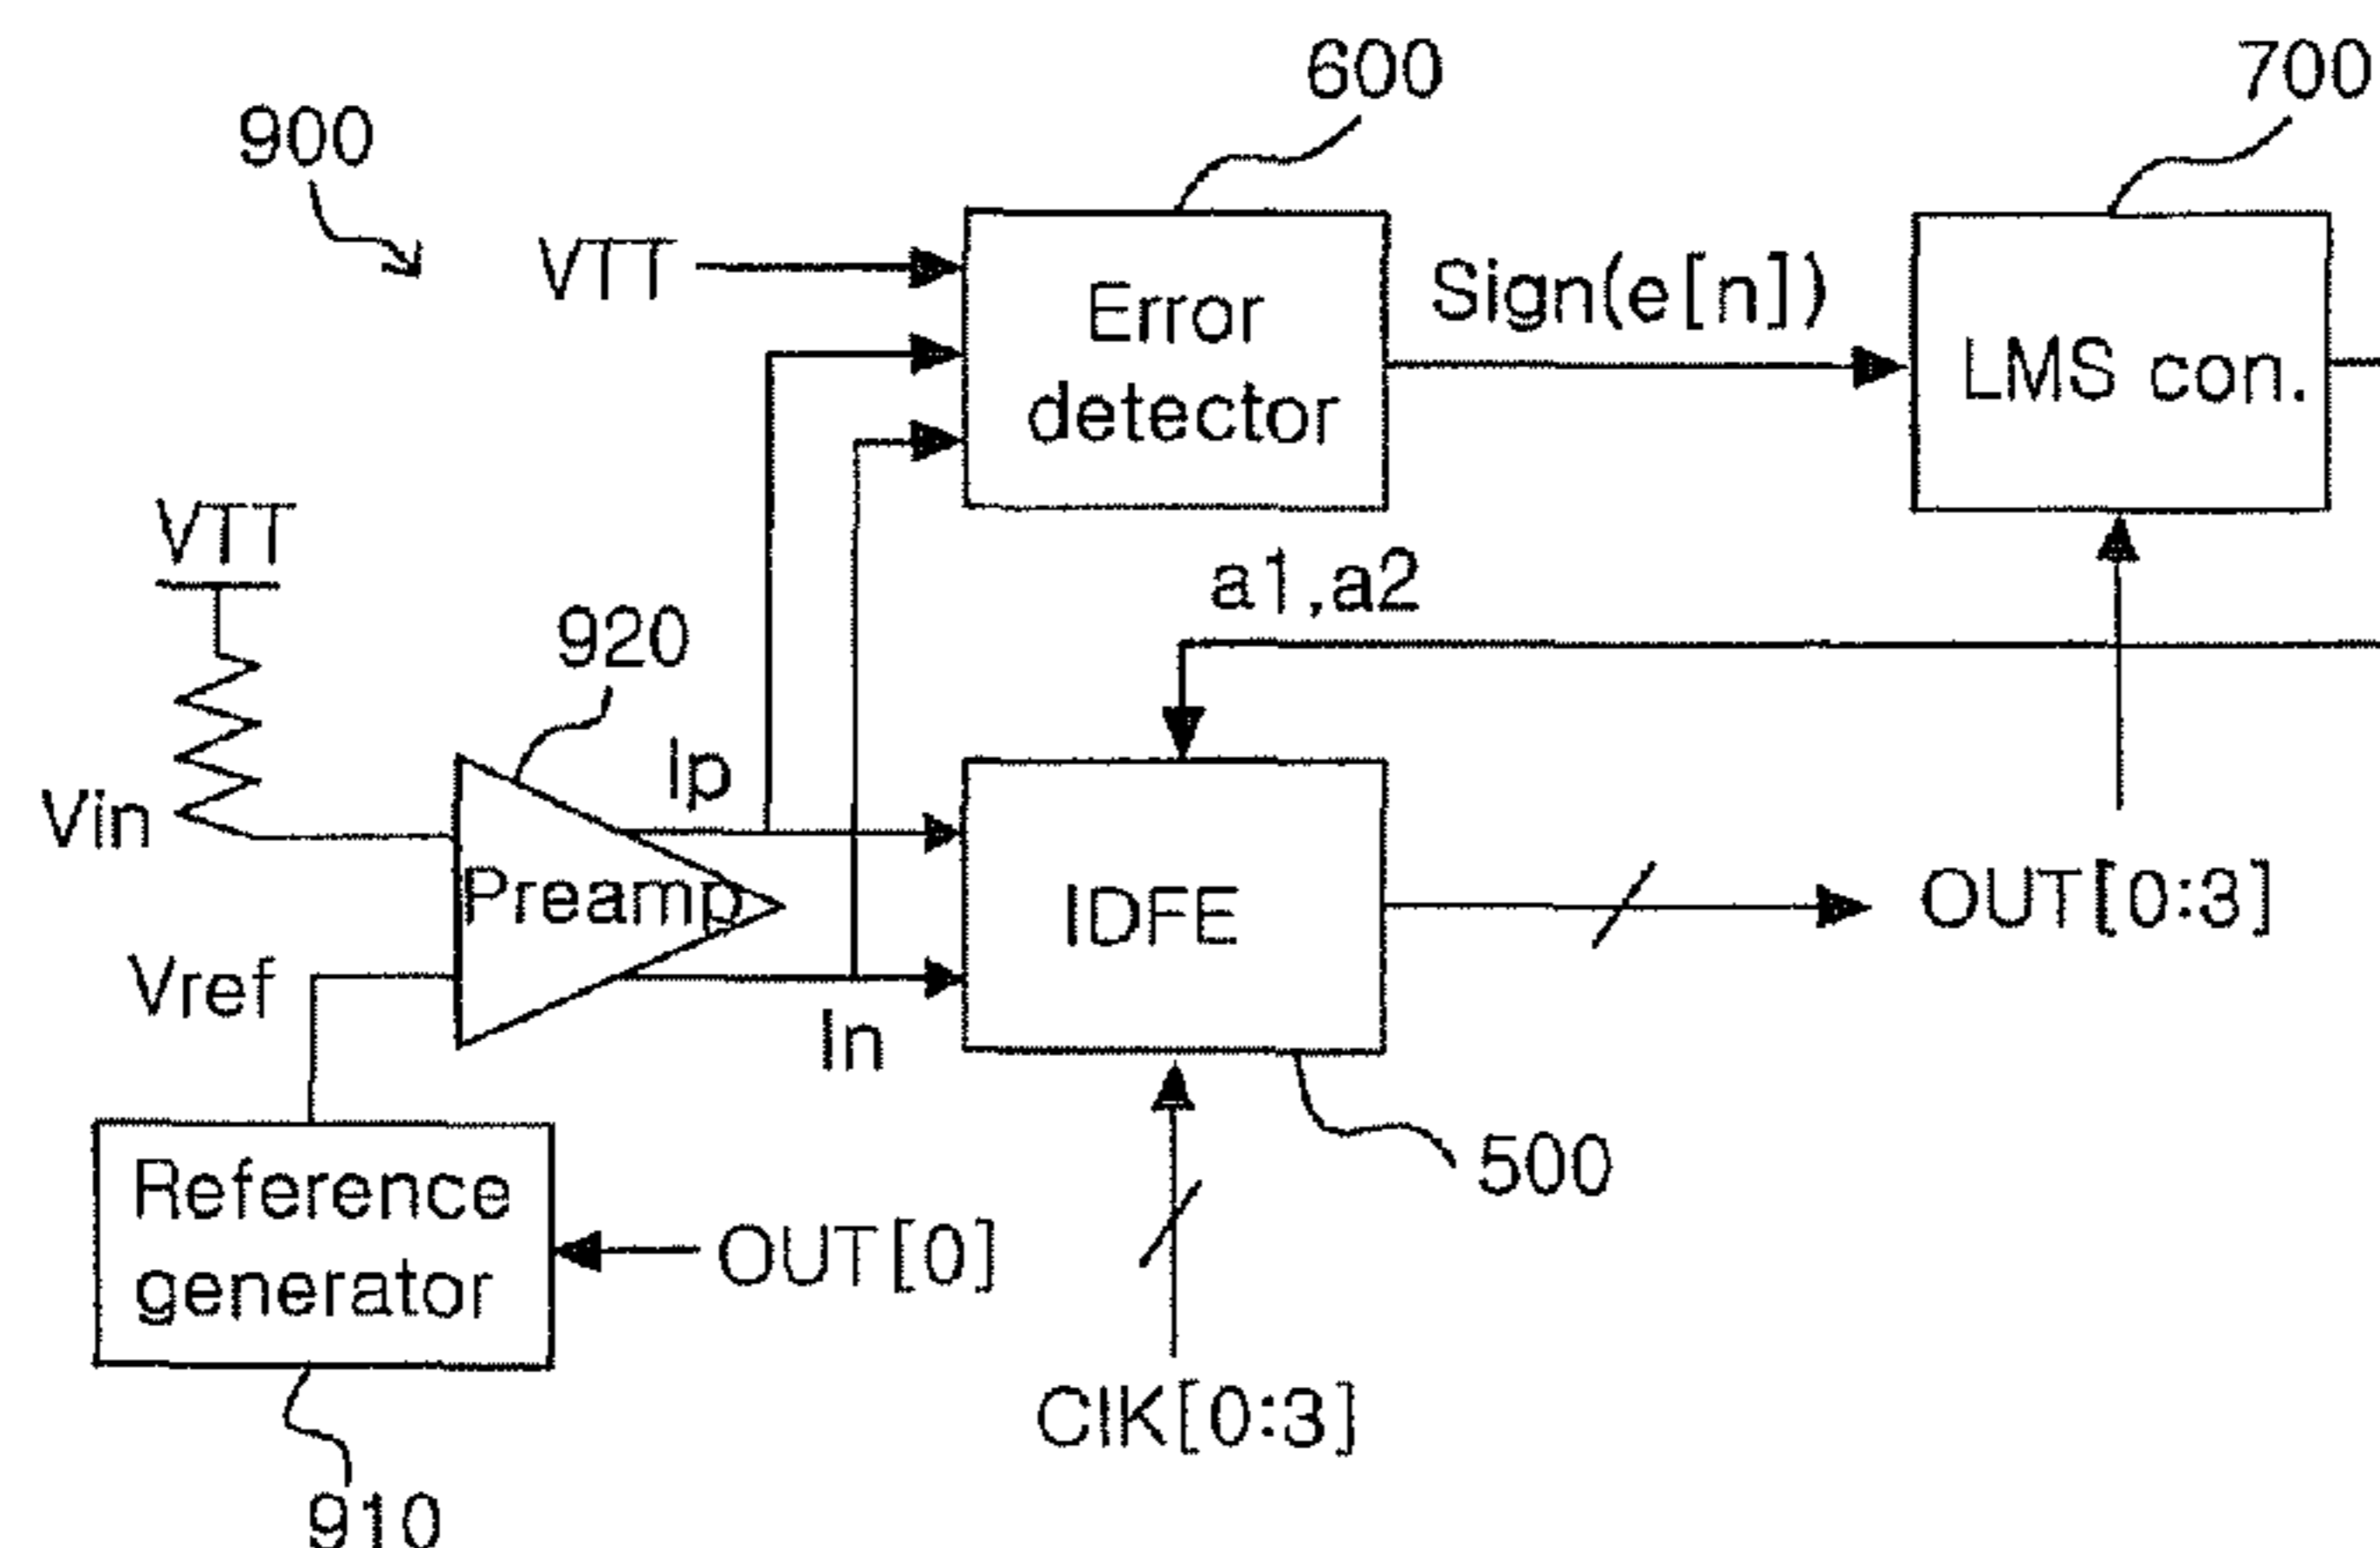 600
700
900
VTT
Error
detector
Sign(e[n])
LMS con.
VTT
a1,a2
920
Ip
Vin
Preamp
IDFE
OUT[0:3]
Vref
In
500
Reference
generator
OUT[0]
ClK[0:3]
910